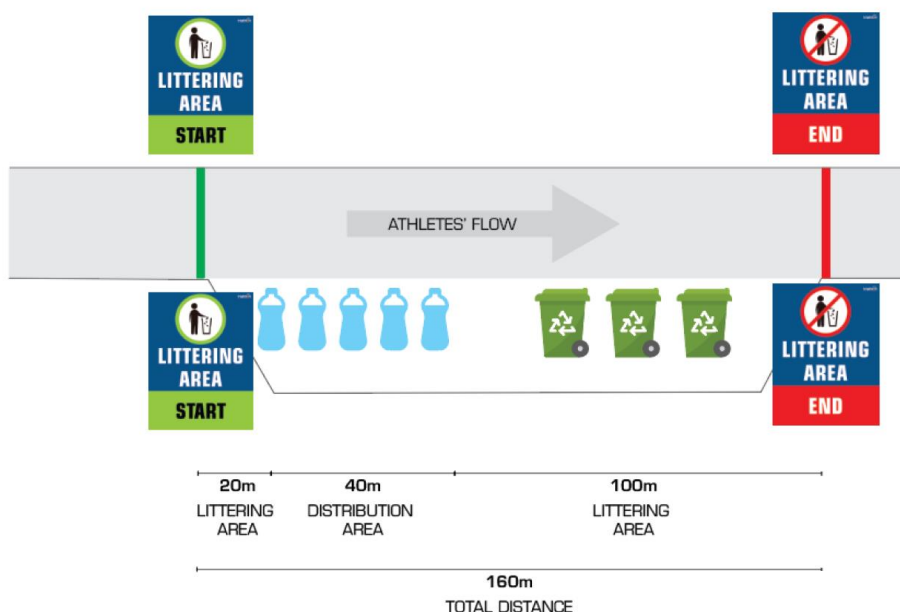 LITTERING
AREA
START
LITTERING
AREA
END
ATHLETES' FLOW
LITTERING
AREA
START
LITTERING
AREA
END
20m
LITTERING
AREA
40m
DISTRIBUTION
AREA
100m
LITTERING
AREA
160m
TOTAL DISTANCE